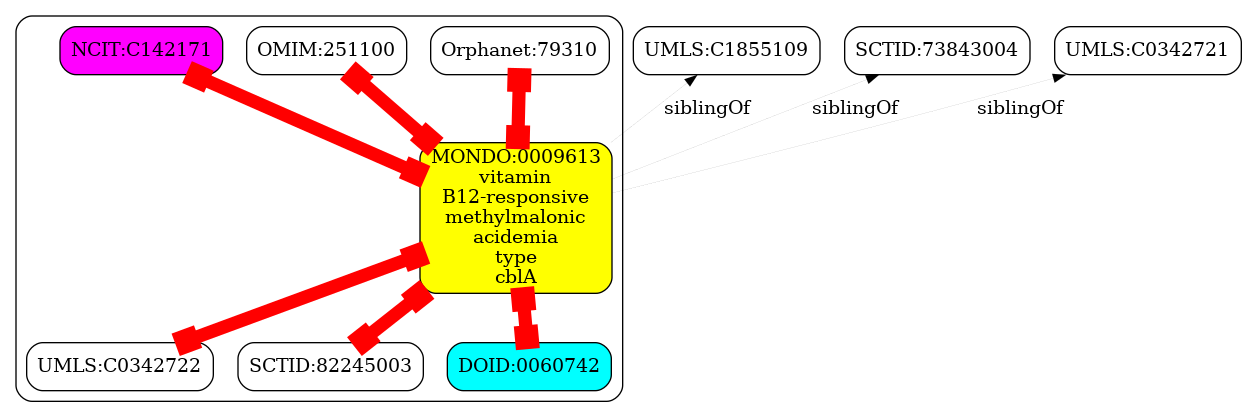 NCIT:C142171
OMIM:251100
Orphanet:79310
UMLS:C1855109
SCTID:73843004
UMLS:C0342721
siblingOf
siblingOf
siblingOf
MONDO:0009613
vitamin
B12-responsive
methylmalonic
acidemia
type
cblA
UMLS:C0342722
SCTID:82245003
DOID:0060742